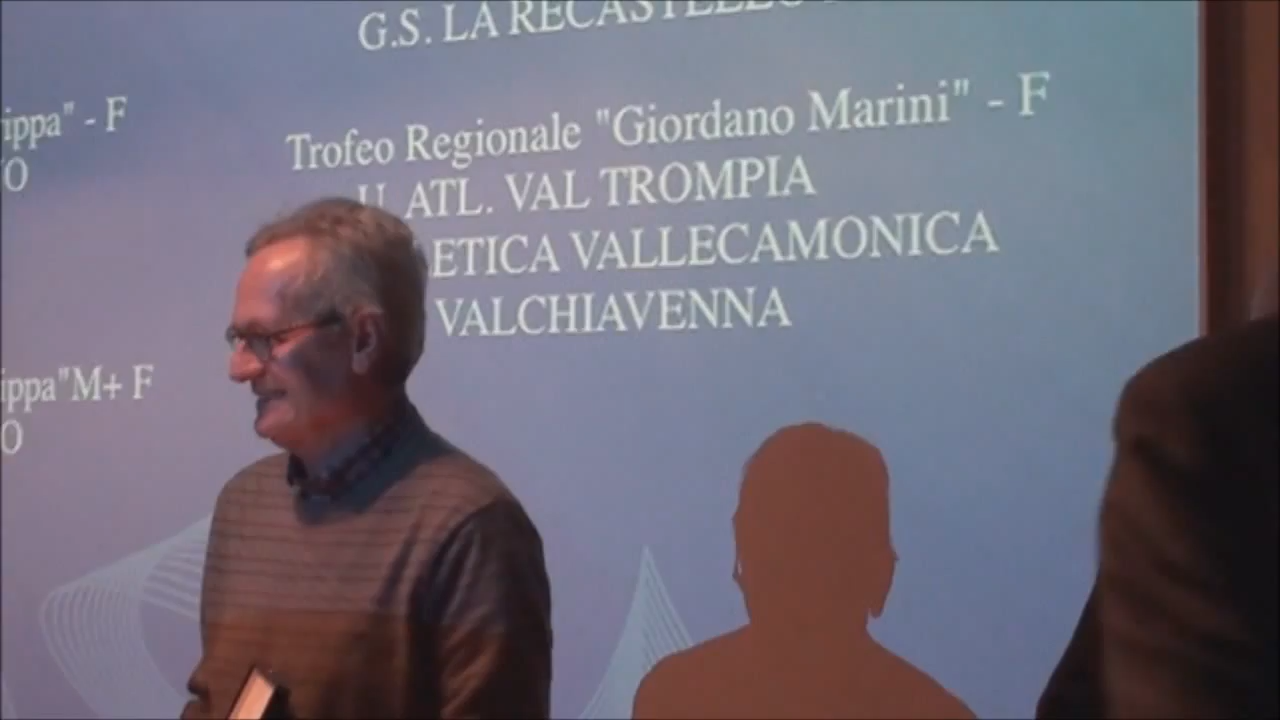 G.S. LA RECASTELLO
Trofeo Regionale "Giordano Marini" - F
U. ATL. VAL TROMPIA
ETICA VALLECAMONICA
VALCHIAVENNA
ippa" - F
O
ippa"M+ F
O